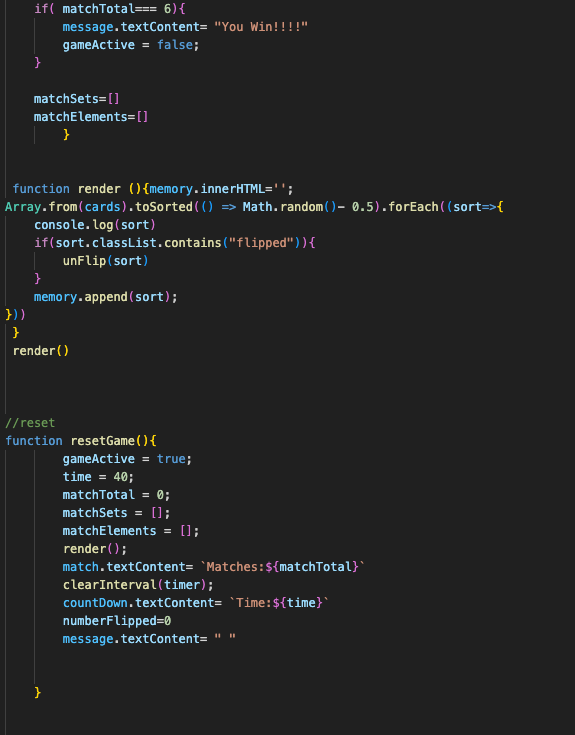 if( matchTotal=== 6){
message.textContent= "You Win!!!!"
gameActive = false;
}
matchSets=[]
matchElements=[]
}
function render (){memory.innerHTML='';
Array.from(cards).toSorted(() => Math.random()- 0.5).forEach((sort=>{
console.log(sort)
if(sort.classList.contains("flipped")){
unFlip(sort)
}
memory.append(sort);
}))
}
render()
//reset
function resetGame(){
gameActive = true;
time = 40;
matchTotal = 0;
matchSets = [];
matchElements = [];
render();
match.textContent= `Matches:${matchTotal}`
clearInterval(timer);
countDown.textContent= `Time:${time}`
numberFlipped=0
message.textContent= " "
}